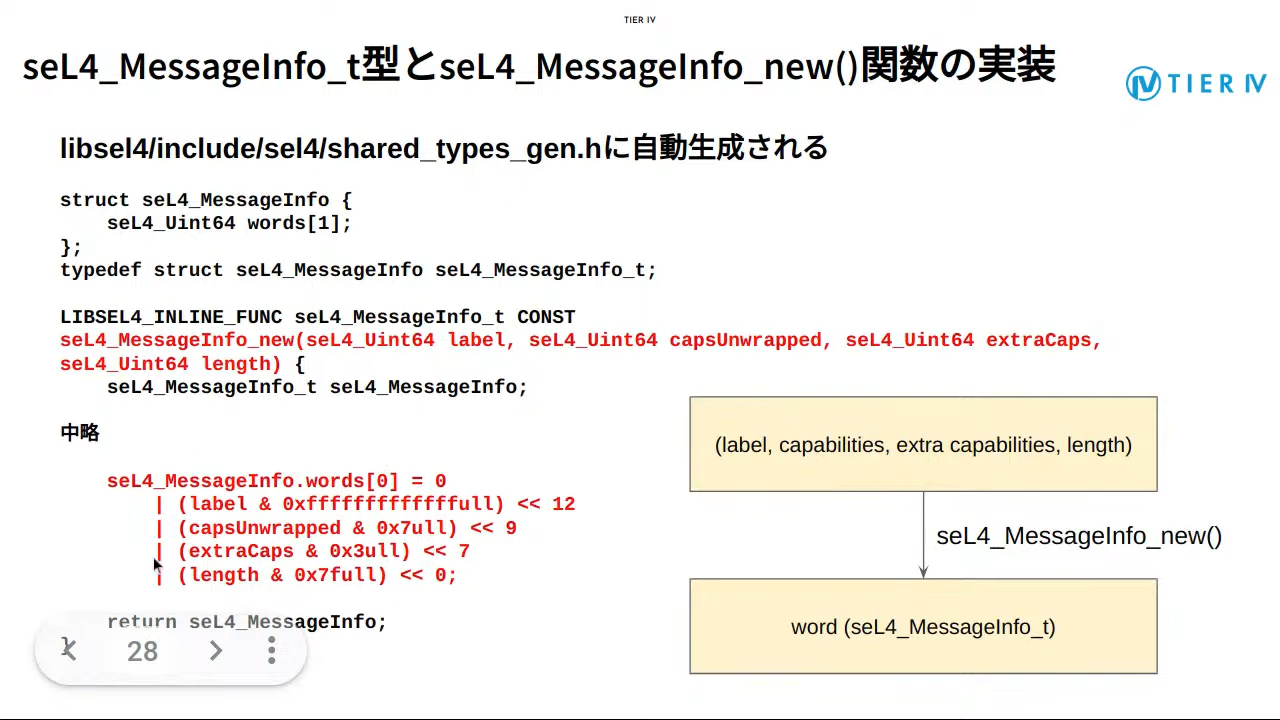 TIER IV
seL4_MessageInfo_t型とseL4_MessageInfo_new()関数の実装
TIER IV
libsel4/include/sel4/shared_types_gen.hに自動生成される
struct seL4_MessageInfo {
    seL4_Uint64 words[1];
};
typedef struct seL4_MessageInfo seL4_MessageInfo_t;
LIBSEL4_INLINE_FUNC seL4_MessageInfo_t CONST
seL4_MessageInfo_new(seL4_Uint64 label, seL4_Uint64 capsUnwrapped, seL4_Uint64 extraCaps,
seL4_Uint64 length) {
    seL4_MessageInfo_t seL4_MessageInfo;
中略
    seL4_MessageInfo.words[0] = 0
        | (label & 0xfffffffffffffull) << 12
        | (capsUnwrapped & 0x7ull) << 9
        | (extraCaps & 0x3ull) << 7
        | (length & 0x7full) << 0;
    return seL4_MessageInfo;
}
28
(label, capabilities, extra capabilities, length)
seL4_MessageInfo_new()
word (seL4_MessageInfo_t)